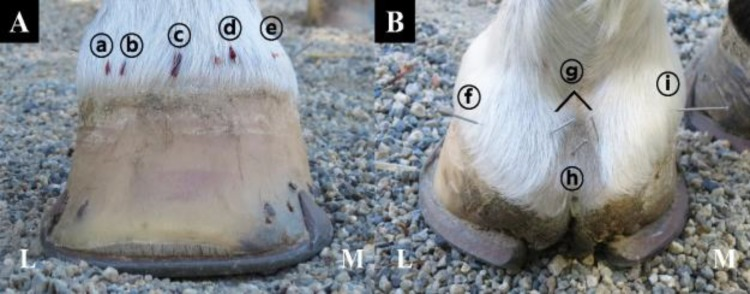 A
ⓐ ⓑ ⓒ ⓓ ⓔ
L M
B
ⓖ
ⓕ ⓘ
ⓗ
L M